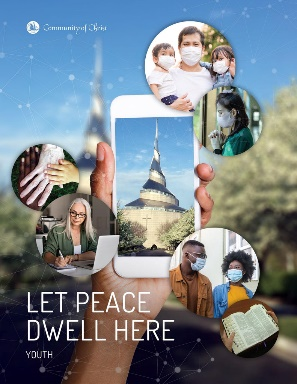 Community of Christ
LET PEACE
DWELL HERE
YOUTH